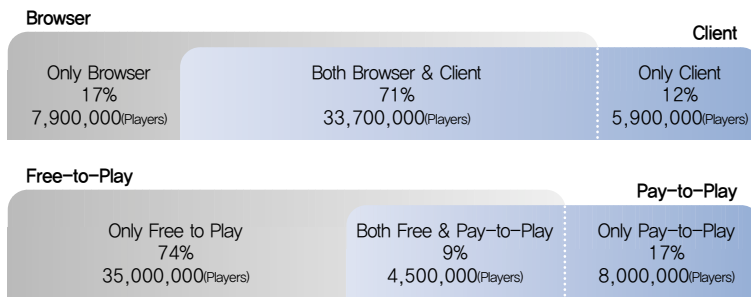 Browser
Client
Only Browser
17%
7,900,000(Players)
Both Browser & Client
71%
33,700,000(Players)
Only Client
12%
5,900,000(Players)
Free-to-Play
Pay-to-Play
Only Free to Play
74%
35,000,000(Players)
Both Free & Pay-to-Play
9%
4,500,000(Players)
Only Pay-to-Play
17%
8,000,000(Players)